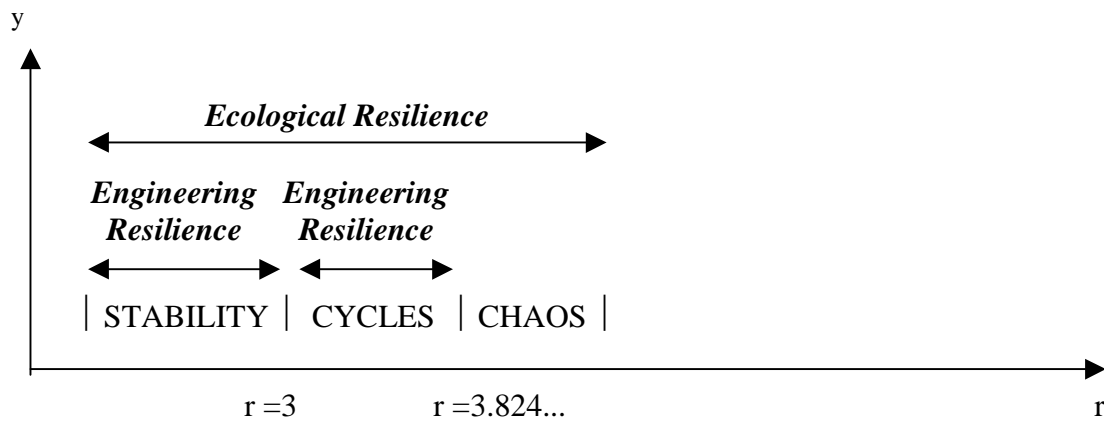 y
Ecological Resilience
Engineering Engineering
Resilience Resilience
| STABILITY | CYCLES | CHAOS |
r =3 r =3.824... r